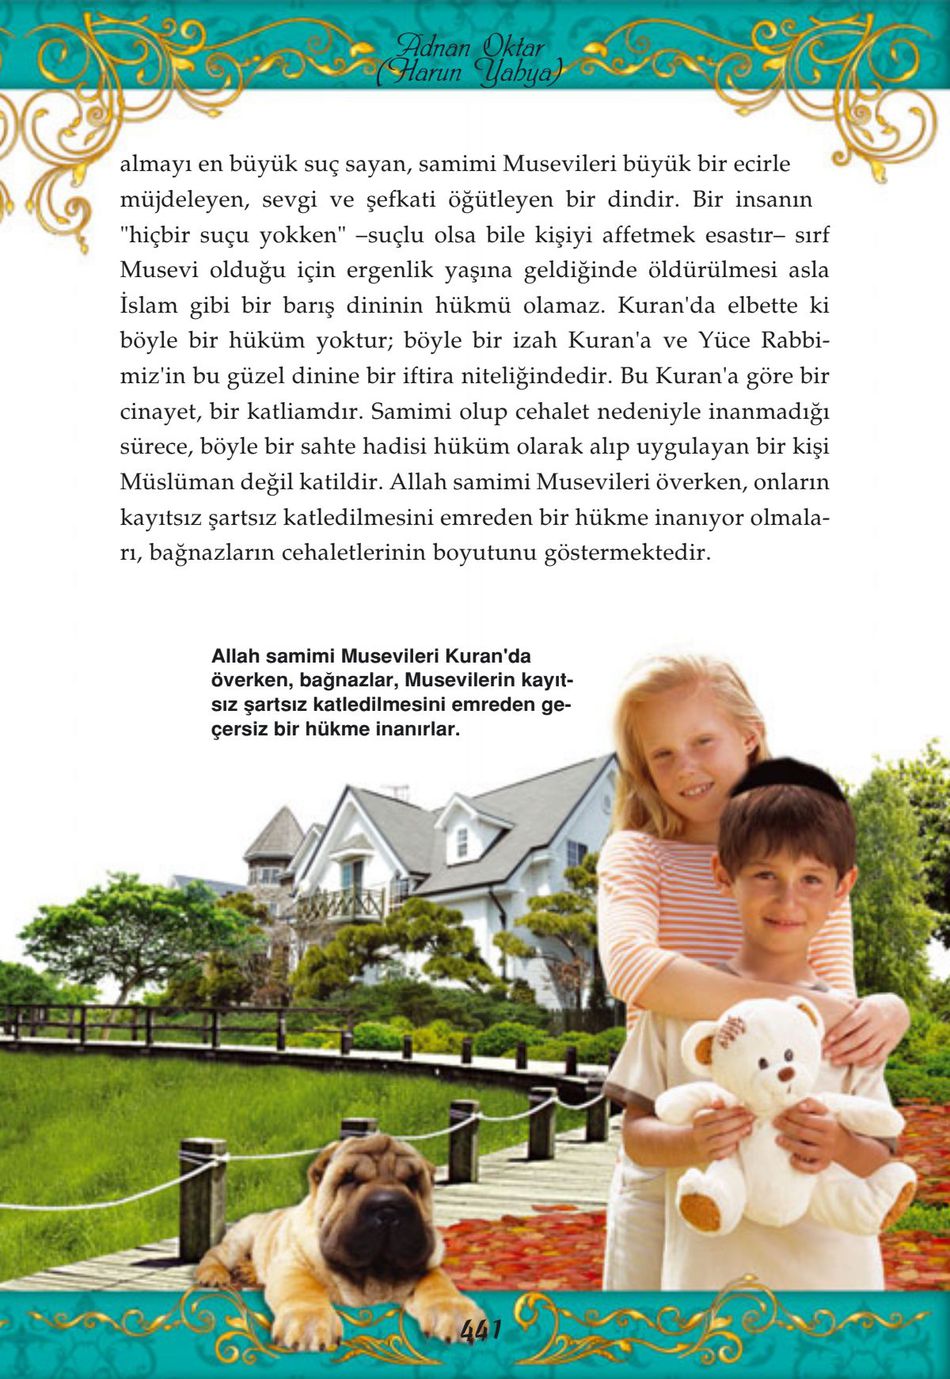 Adnan Oktar
(Harun Yahya)
almayı en büyük suç sayan, samimi Musevileri büyük bir ecirle
müjdeleyen, sevgi ve şefkati öğütleyen bir dindir. Bir insanın
"hiçbir suçu yokken" –suçlu olsa bile kişiyi affetmek esastır– sırf
Musevi olduğu için ergenlik yaşına geldiğinde öldürülmesi asla
İslam gibi bir barış dininin hükmü olamaz. Kuran'da elbette ki
böyle bir hüküm yoktur; böyle bir izah Kuran'a ve Yüce Rabbi-
miz'in bu güzel dinine bir iftira niteliğindedir. Bu Kuran'a göre bir
cinayet, bir katliamdır. Samimi olup cehalet nedeniyle inanmadığı
sürece, böyle bir sahte hadisi hüküm olarak alıp uygulayan bir kişi
Müslüman değil katildir. Allah samimi Musevileri överken, onların
kayıtsız şartsız katledilmesini emreden bir hükme inanıyor olmala-
rı, bağnazların cehaletlerinin boyutunu göstermektedir.
Allah samimi Musevileri Kuran'da
överken, bağnazlar, Musevilerin kayıt-
sız şartsız katledilmesini emreden ge-
çersiz bir hükme inanırlar.
441